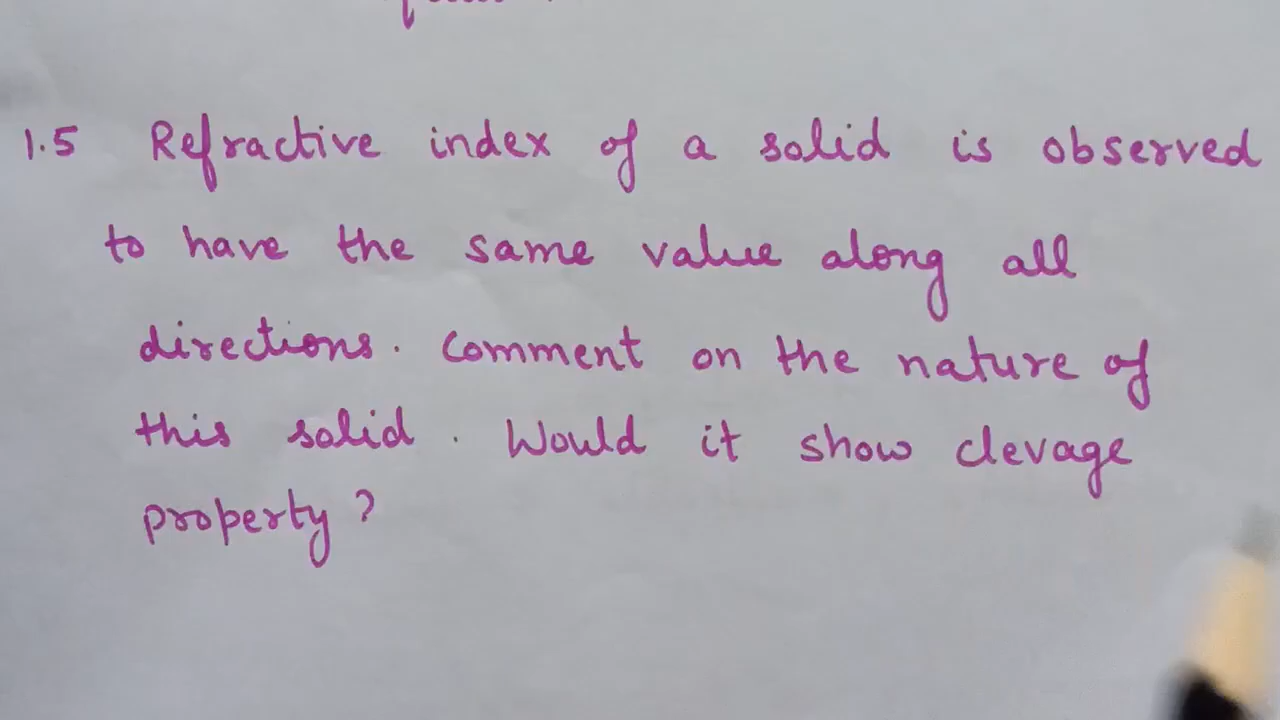 1.5 Refractive index of a solid is observed
to have the same value along all
directions. Comment on the nature of
this solid. Would it show clevage
property?